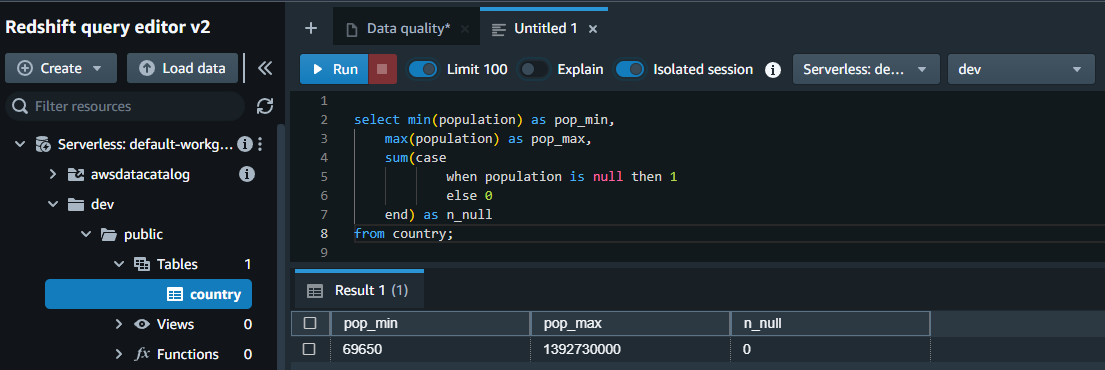 Redshift query editor v2
Create
Load data
Filter resources
Serverless: default-workg...
awsdatacatalog
dev
public
Tables 1
country
Views 0
fx Functions 0
Data quality*
Untitled 1
Run Limit 100 Explain Isolated session Serverless: de... dev
1
2 select min(population) as pop_min,
3 max(population) as pop_max,
4 sum(case
5 when population is null then 1
6 else 0
7 end) as n_null
8 from country;
9
Result 1 (1)
pop_min pop_max n_null
69650 1392730000 0